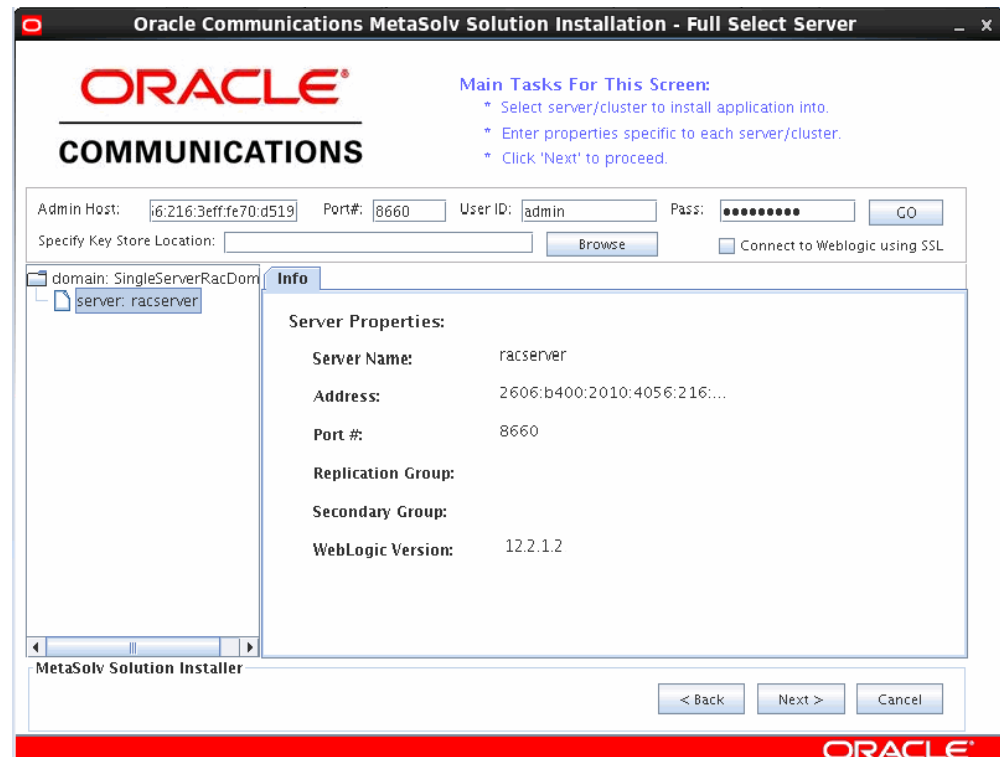 Oracle Communications MetaSolv Solution Installation - Full Select Server
ORACLE
COMMUNICATIONS
Main Tasks For This Screen:
* Select server/cluster to install application into.
* Enter properties specific to each server/cluster.
* Click 'Next' to proceed.
Admin Host: i6:216:3eff:fe70:d519 Port#: 8660 User ID: admin Pass: ●●●●●●●●● GO
Specify Key Store Location: Browse Connect to Weblogic using SSL
domain: SingleServerRacDom
server: racserver
Info
Server Properties:
Server Name: racserver
Address: 2606:b400:2010:4056:216:...
Port #: 8660
Replication Group:
Secondary Group:
WebLogic Version: 12.2.1.2
MetaSolv Solution Installer
< Back Next > Cancel
ORACLE